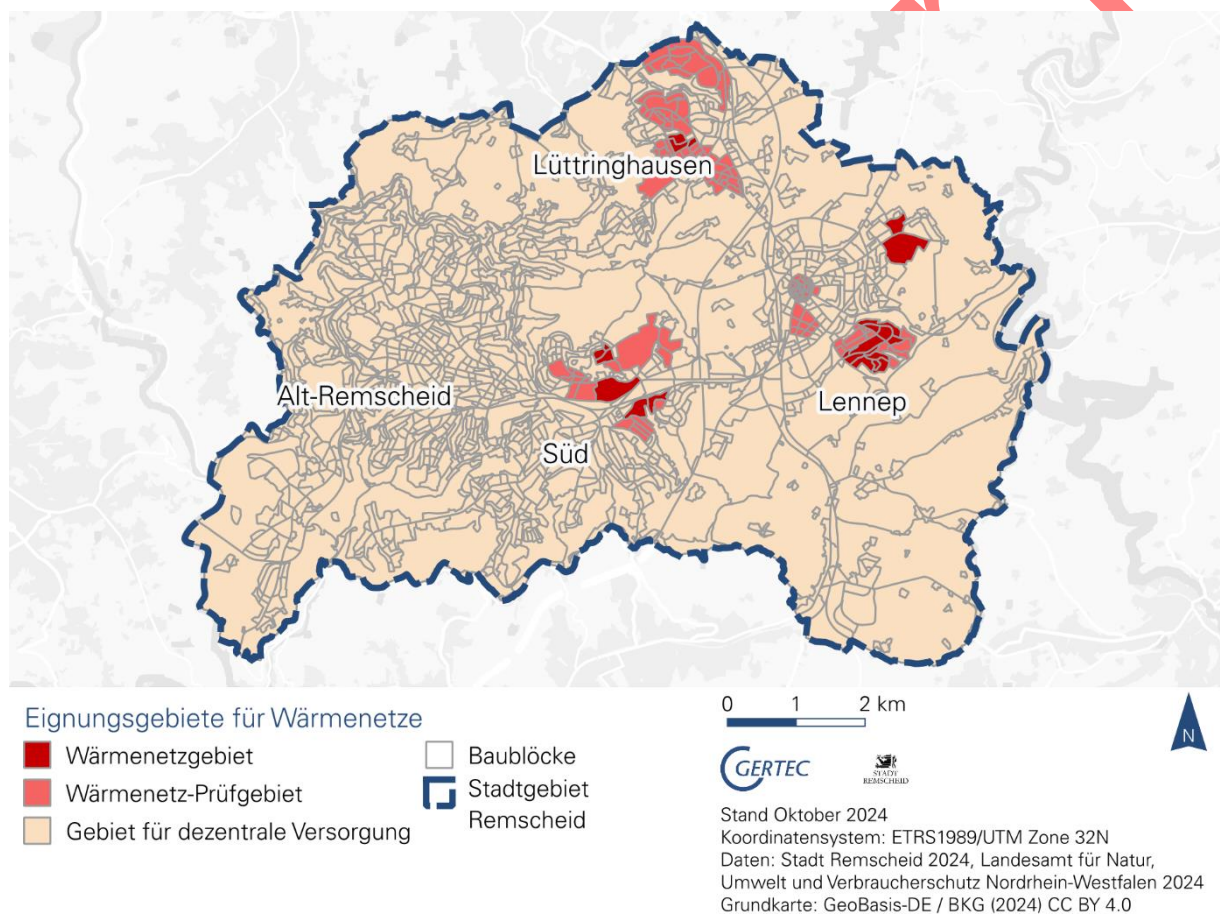 Lüttringhausen
Alt-Remscheid
Lennep
Süd
Eignungsgebiete für Wärmenetze
Wärmenetzgebiet
Wärmenetz-Prüfgebiet
Gebiet für dezentrale Versorgung
Baublöcke
Stadtgebiet
Remscheid
0 1 2 km
N
GERTEC
STADT
REMSCHEID
Stand Oktober 2024
Koordinatensystem: ETRS1989/UTM Zone 32N
Daten: Stadt Remscheid 2024, Landesamt für Natur,
Umwelt und Verbraucherschutz Nordrhein-Westfalen 2024
Grundkarte: GeoBasis-DE / BKG (2024) CC BY 4.0